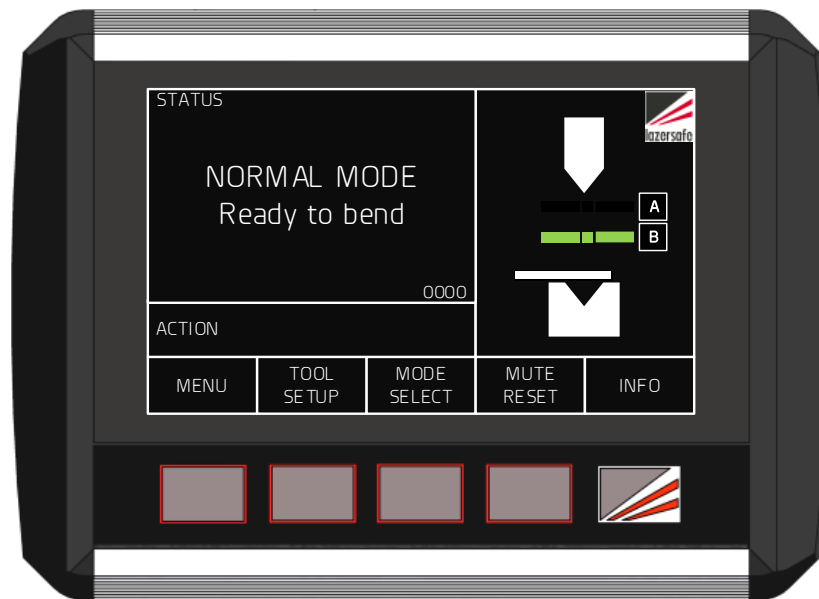 STATUS
lazersafe
NORMAL MODE
Ready to bend
A
B
0000
ACTION
MENU
TOOL
SETUP
MODE
SELECT
MUTE
RESET
INFO